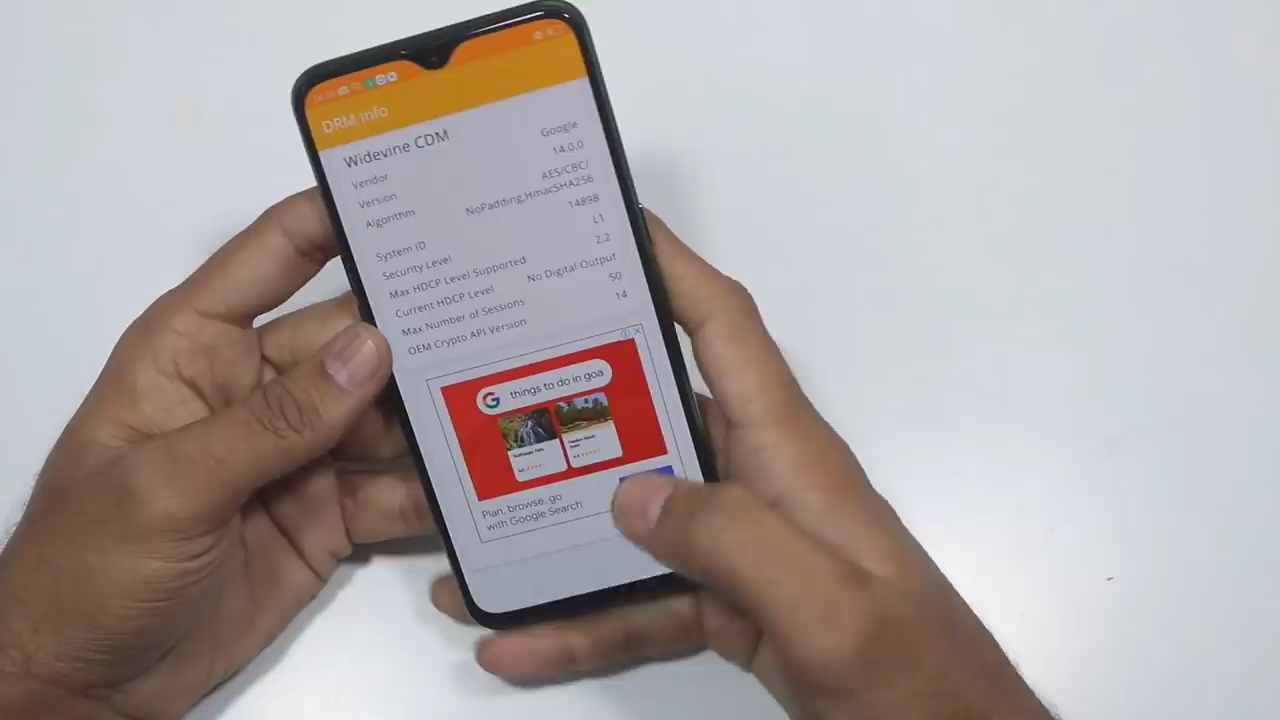 DRM info
Widevine CDM
Vendor Google
Version 14.0.0
Algorithm AES/CBC/
NoPadding,HmacSHA256
System ID 14898
Security Level L1
Max HDCP Level Supported 2.2
Current HDCP Level No Digital Output
Max Number of Sessions 50
OEM Crypto API Version 14
G things to do in goa
Plan, browse, go
with Google Search